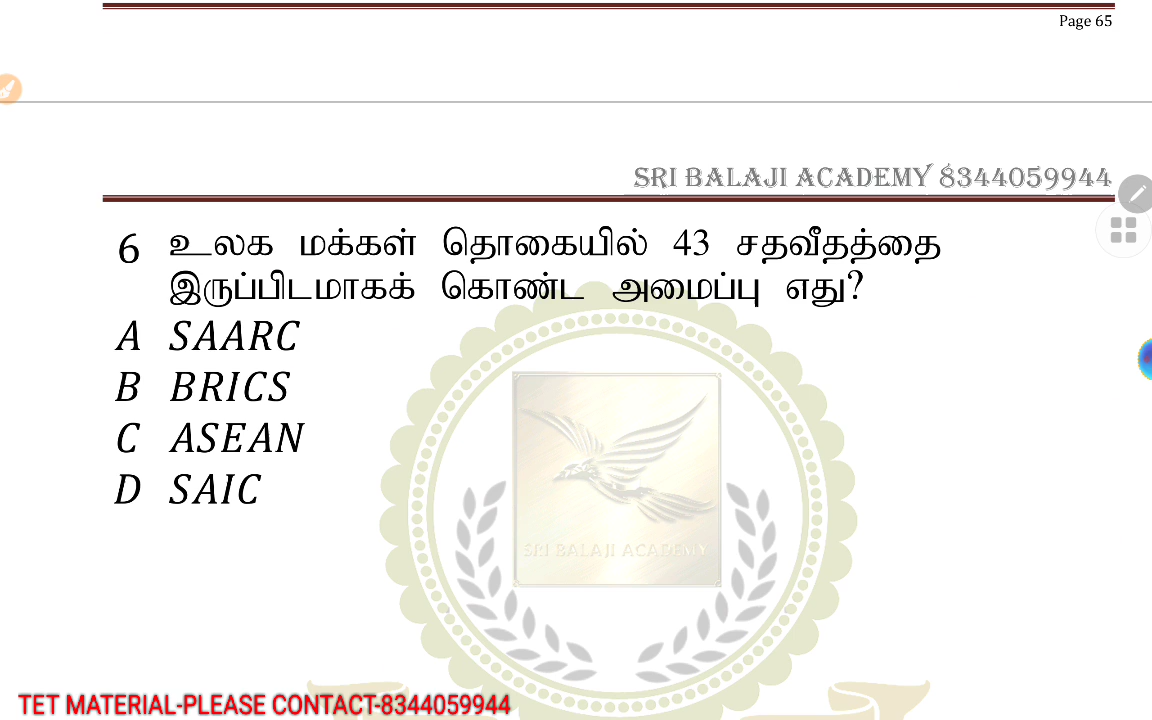 Page 65
SRI BALAJI ACADEMY 8344059944
6 உலக மக்கள் தொகையில் 43 சதவீதத்தை
இருப்பிடமாகக் கொண்ட அமைப்பு எது?
A SAARC
B BRICS
C ASEAN
D SAIC
SRI BALAJI ACADEMY
TET MATERIAL-PLEASE CONTACT-8344059944